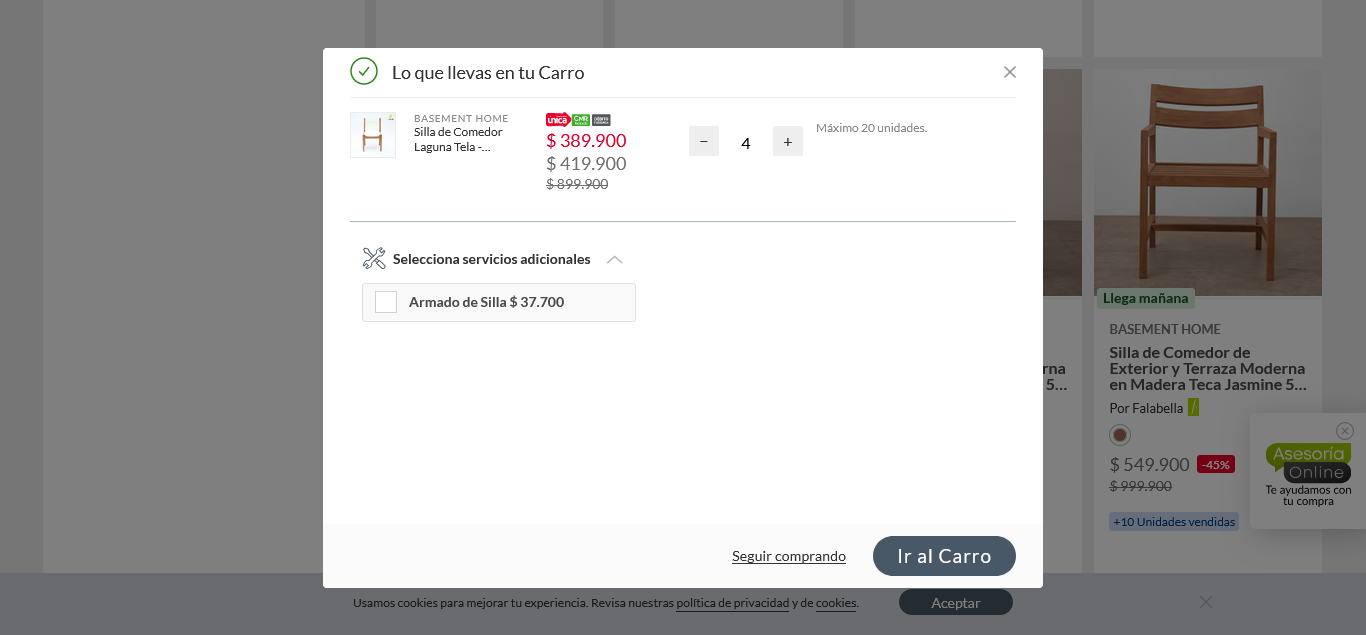 Lo que llevas en tu Carro
BASEMENT HOME
Silla de Comedor
Laguna Tela -...
única
CMR
$ 389.900
$ 419.900
$ 899.900
−
4
+
Máximo 20 unidades.
Selecciona servicios adicionales
Armado de Silla $ 37.700
Seguir comprando
Ir al Carro
rna
5...
Llega mañana
BASEMENT HOME
Silla de Comedor de
Exterior y Terraza Moderna
en Madera Teca Jasmine 5...
Por Falabella
$ 549.900 -45%
$ 999.900
+10 Unidades vendidas
Asesoría
Online
Te ayudamos con
tu compra
Usamos cookies para mejorar tu experiencia. Revisa nuestras política de privacidad y de cookies.
Aceptar